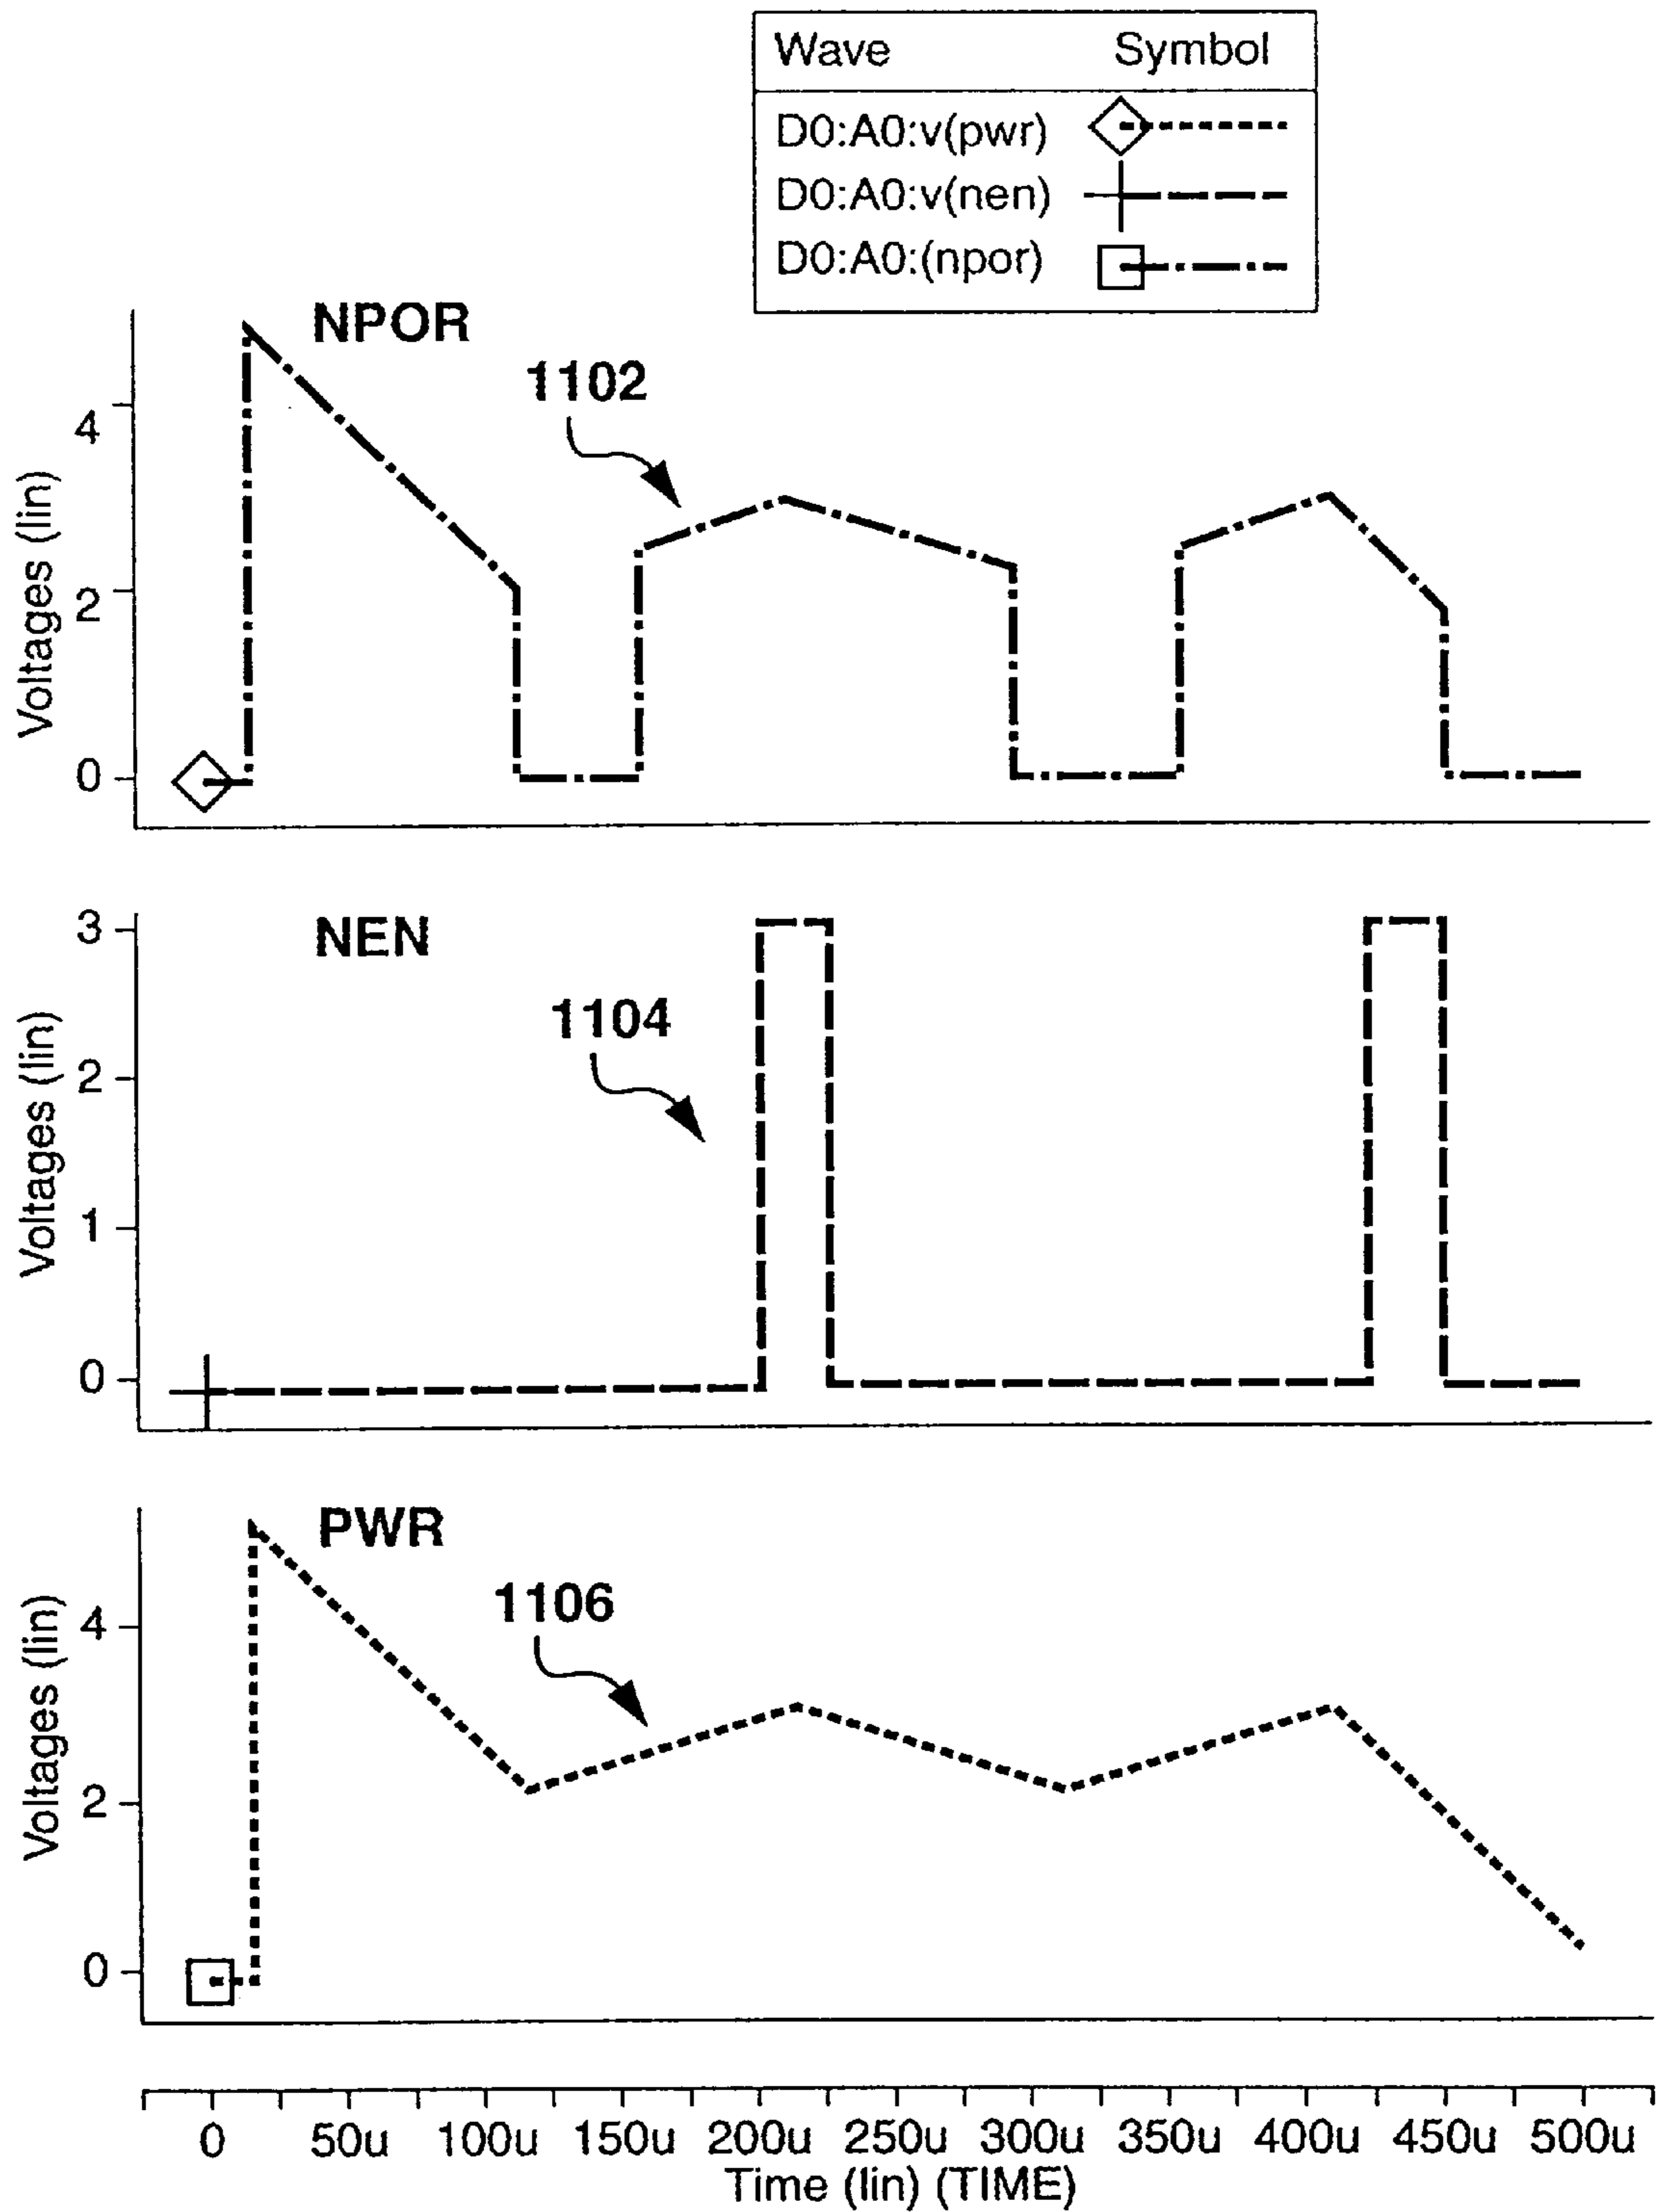 Wave Symbol
D0:A0:v(pwr)
D0:A0:v(nen)
D0:A0:(npor)
NPOR
1102
Voltages (lin)
4
2
0
NEN
1104
Voltages (lin)
3
2
1
0
PWR
1106
Voltages (lin)
4
2
0
0 50u 100u 150u 200u 250u 300u 350u 400u 450u 500u
Time (lin) (TIME)